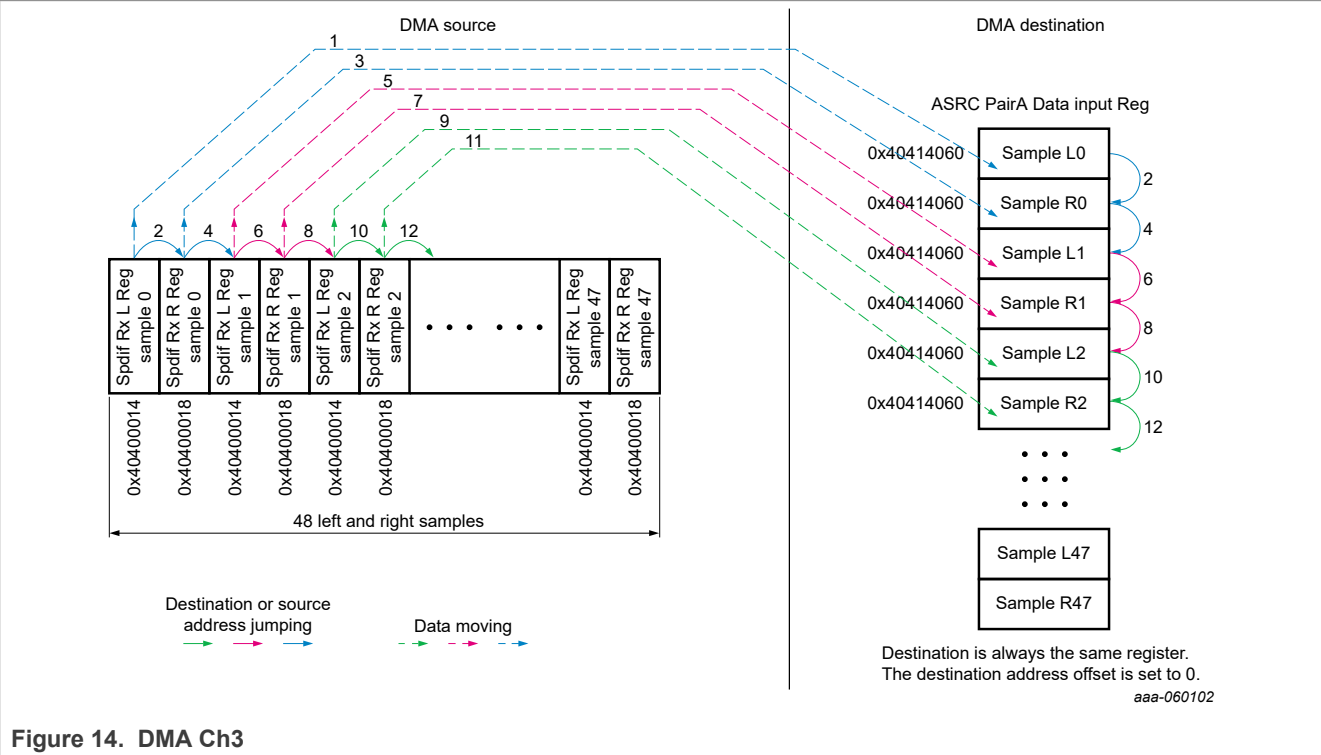 DMA source
DMA destination
1
3
5
7
9
11
ASRC PairA Data input Reg
0x40414060
Sample L0
0x40414060
Sample R0
0x40414060
Sample L1
0x40414060
Sample R1
0x40414060
Sample L2
0x40414060
Sample R2
2
4
6
8
10
12
2
4
6
8
10
12
Spdif Rx L Reg
sample 0
Spdif Rx R Reg
sample 0
Spdif Rx L Reg
sample 1
Spdif Rx R Reg
sample 1
Spdif Rx L Reg
sample 2
Spdif Rx R Reg
sample 2
Spdif Rx L Reg
sample 47
Spdif Rx R Reg
sample 47
0x40400014
0x40400018
0x40400014
0x40400018
0x40400014
0x40400018
0x40400014
0x40400018
48 left and right samples
Sample L47
Sample R47
Destination or source
address jumping
Data moving
Destination is always the same register.
The destination address offset is set to 0.
aaa-060102
Figure 14. DMA Ch3